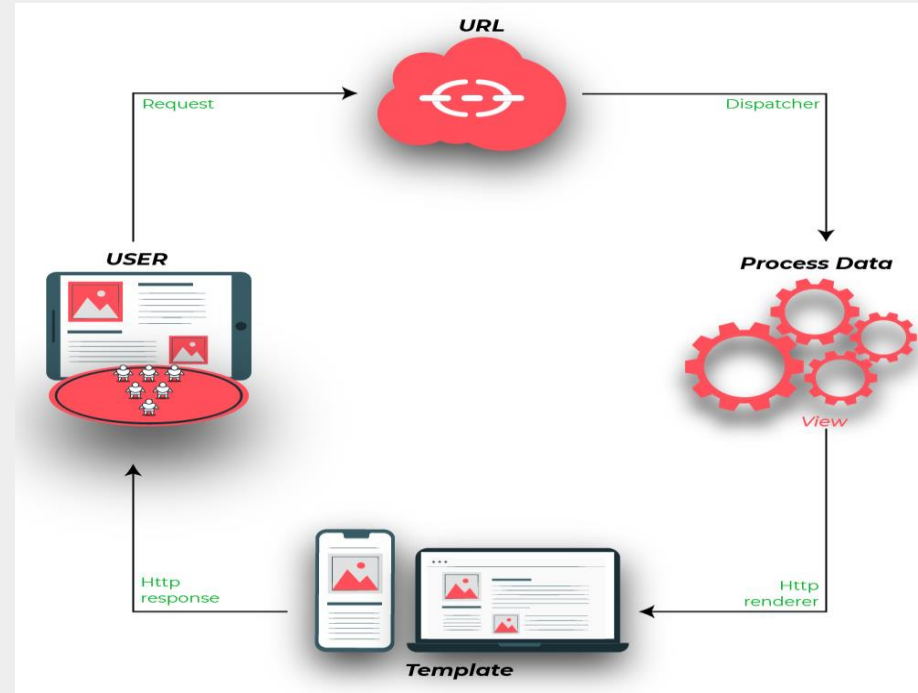 URL
Request
Dispatcher
USER
Process Data
View
Http
response
Http
renderer
Template